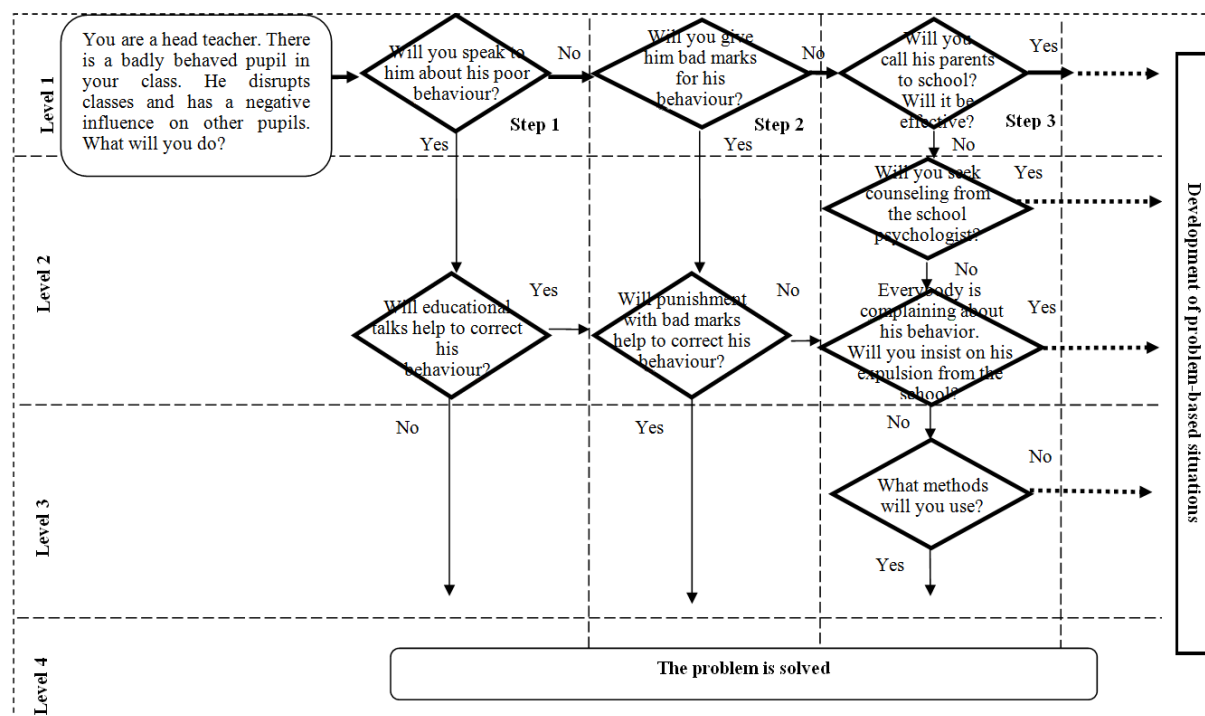 Level 1
You are a head teacher. There
is a badly behaved pupil in
your class. He disrupts
classes and has a negative
influence on other pupils.
What will you do?
Will you speak to
him about his poor
behaviour?
No
Step 1
Yes
Will you give
him bad marks
for his
behaviour?
No
Step 2
Yes
Will you
call his parents
to school?
Will it be
effective?
Yes
Step 3
No
Level 2
Will you seek
counseling from
the school
psychologist?
Yes
No
Will educational
talks help to correct
his
behaviour?
Yes
Will punishment
with bad marks
help to correct his
behaviour?
No
Everybody is
complaining about
his behavior.
Will you insist on his
expulsion from the
school?
Yes
Level 3
No
Yes
No
What methods
will you use?
No
Yes
Level 4
The problem is solved
Development of problem-based situations